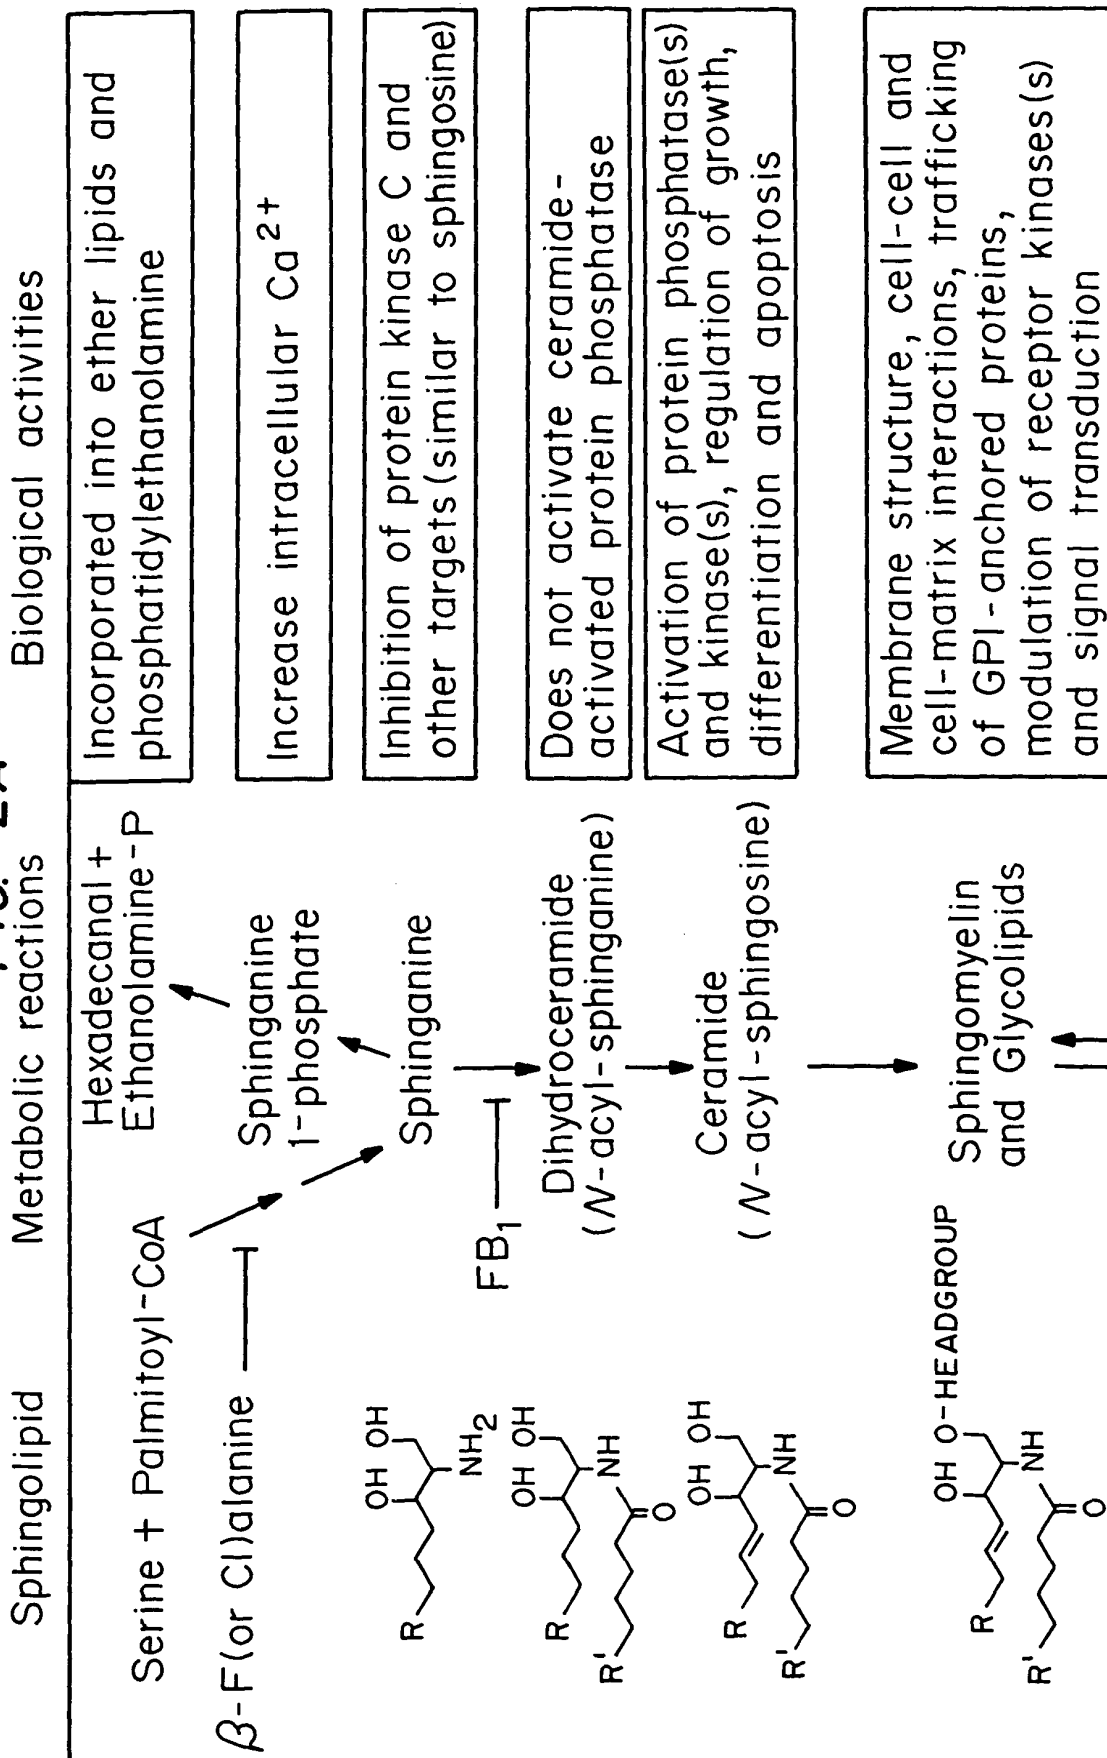 FIG. 2A
Sphingolipid
Metabolic reactions
Biological activities
Serine + Palmitoyl-CoA
β-F(or Cl)alanine
Hexadecanal +
Ethanolamine-P
Incorporated into ether lipids and
phosphatidylethanolamine
Sphinganine
1-phosphate
Increase intracellular Ca2+
OH OH
R
NH2
Sphinganine
Inhibition of protein kinase C and
other targets (similar to sphingosine)
FB1
OH OH
R
NH
R'
O
Dihydroceramide
(N-acyl-sphinganine)
Does not activate ceramide-
activated protein phosphatase
OH OH
R
NH
R'
O
Ceramide
(N-acyl-sphingosine)
Activation of protein phosphatase(s)
and kinase(s), regulation of growth,
differentiation and apoptosis
OH O-HEADGROUP
R
NH
R'
O
Sphingomyelin
and Glycolipids
Membrane structure, cell-cell and
cell-matrix interactions, trafficking
of GPI-anchored proteins,
modulation of receptor kinases(s)
and signal transduction